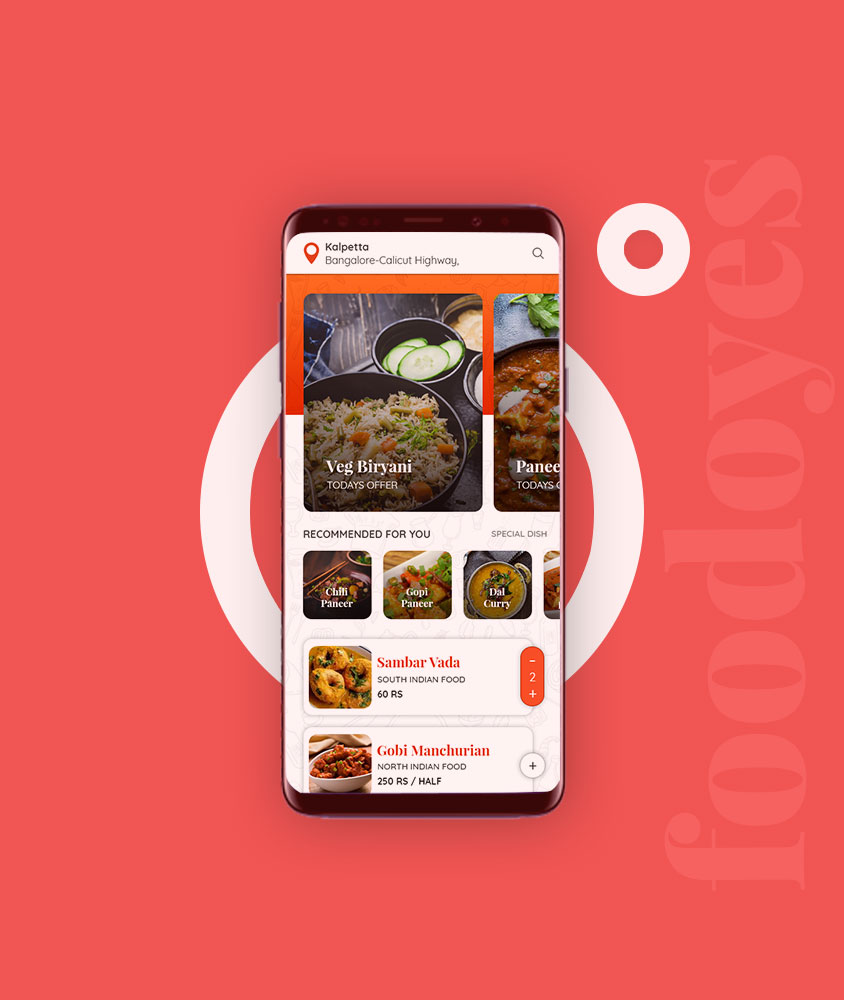 Kalpetta
Bangalore-Calicut Highway,
Veg Biryani
TODAYS OFFER
Panee
TODAYS O
RECOMMENDED FOR YOU
SPECIAL DISH
Chili
Paneer
Gopi
Paneer
Dal
Curry
Sambar Vada
SOUTH INDIAN FOOD
60 RS
−
2
+
Gobi Manchurian
NORTH INDIAN FOOD
250 RS / HALF
+
foodoyes